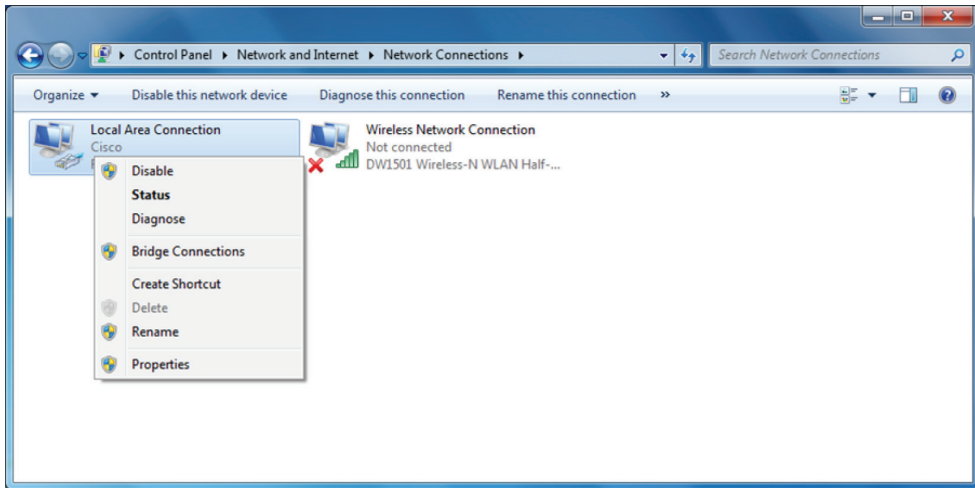 Control Panel Network and Internet Network Connections
Search Network Connections
Organize Disable this network device Diagnose this connection Rename this connection »
Local Area Connection
Cisco
Wireless Network Connection
Not connected
DW1501 Wireless-N WLAN Half-...
Disable
Status
Diagnose
Bridge Connections
Create Shortcut
Delete
Rename
Properties